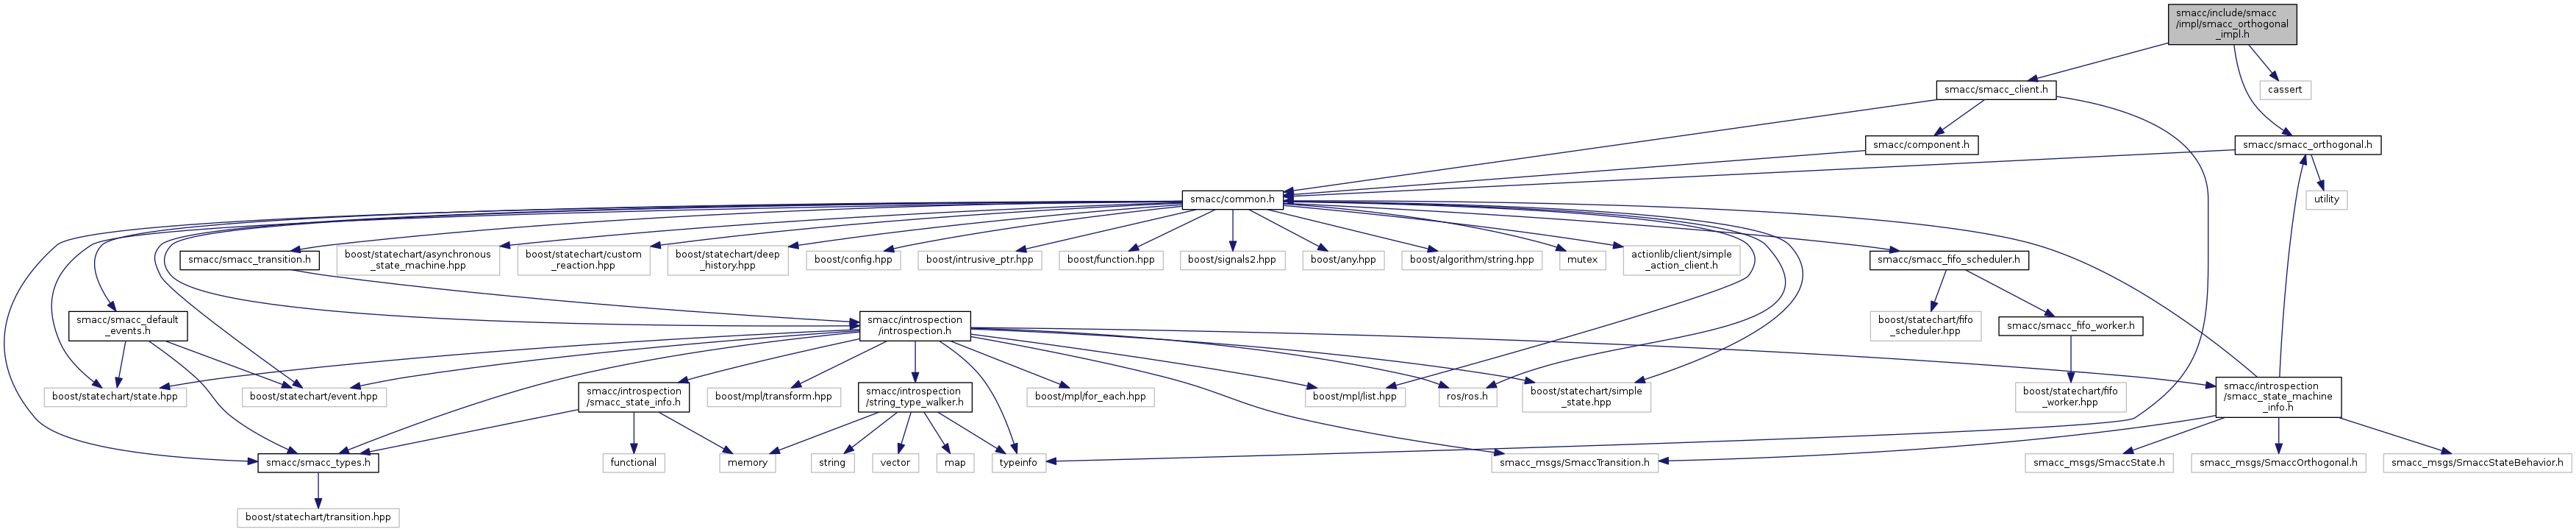 smacc/include/smacc
/impl/smacc_orthogonal
_impl.h
smacc/smacc_client.h
cassert
smacc/component.h
smacc/smacc_orthogonal.h
smacc/common.h
utility
smacc/smacc_transition.h
boost/statechart/asynchronous
_state_machine.hpp
boost/statechart/custom
_reaction.hpp
boost/statechart/deep
_history.hpp
boost/config.hpp
boost/intrusive_ptr.hpp
boost/function.hpp
boost/signals2.hpp
boost/any.hpp
boost/algorithm/string.hpp
mutex
actionlib/client/simple
_action_client.h
smacc/smacc_fifo_scheduler.h
smacc/smacc_default
_events.h
smacc/introspection
/introspection.h
boost/statechart/fifo
_scheduler.hpp
smacc/smacc_fifo_worker.h
boost/statechart/state.hpp
boost/statechart/event.hpp
smacc/introspection
/smacc_state_info.h
boost/mpl/transform.hpp
smacc/introspection
/string_type_walker.h
boost/mpl/for_each.hpp
boost/mpl/list.hpp
ros/ros.h
boost/statechart/simple
_state.hpp
boost/statechart/fifo
_worker.hpp
smacc/introspection
/smacc_state_machine
_info.h
smacc/smacc_types.h
functional
memory
string
vector
map
typeinfo
smacc_msgs/SmaccTransition.h
smacc_msgs/SmaccState.h
smacc_msgs/SmaccOrthogonal.h
smacc_msgs/SmaccStateBehavior.h
boost/statechart/transition.hpp